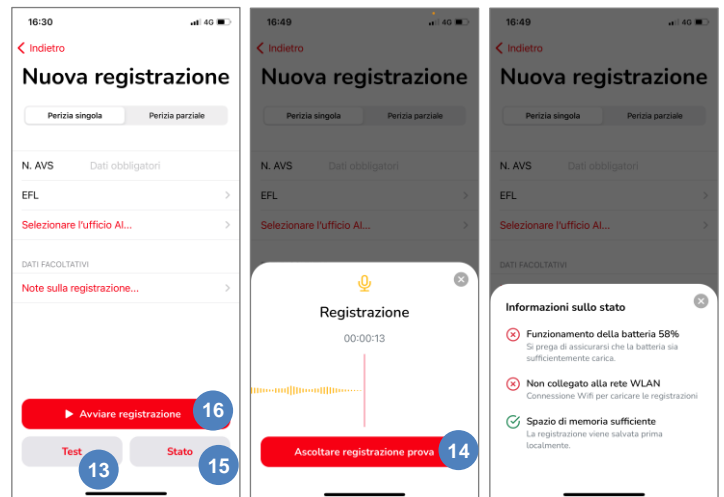 16:30
4G
Indietro
Nuova registrazione
Perizia singola
Perizia parziale
N. AVS
Dati obbligatori
EFL
Selezionare l'ufficio AI...
DATI FACOLTATIVI
Note sulla registrazione...
Avviare registrazione
16
Test
13
Stato
15
16:49
4G
Indietro
Nuova registrazione
Perizia singola
Perizia parziale
N. AVS
Dati obbligatori
EFL
Selezionare l'ufficio AI...
Registrazione
00:00:13
Ascoltare registrazione prova
14
16:49
4G
Indietro
Nuova registrazione
Perizia singola
Perizia parziale
N. AVS
Dati obbligatori
EFL
Selezionare l'ufficio AI...
DATI FACOLTATIVI
Informazioni sullo stato
Funzionamento della batteria 58%
Si prega di assicurarsi che la batteria sia
sufficientemente carica.
Non collegato alla rete WLAN
Connessione Wifi per caricare le registrazioni
Spazio di memoria sufficiente
La registrazione viene salvata prima
localmente.